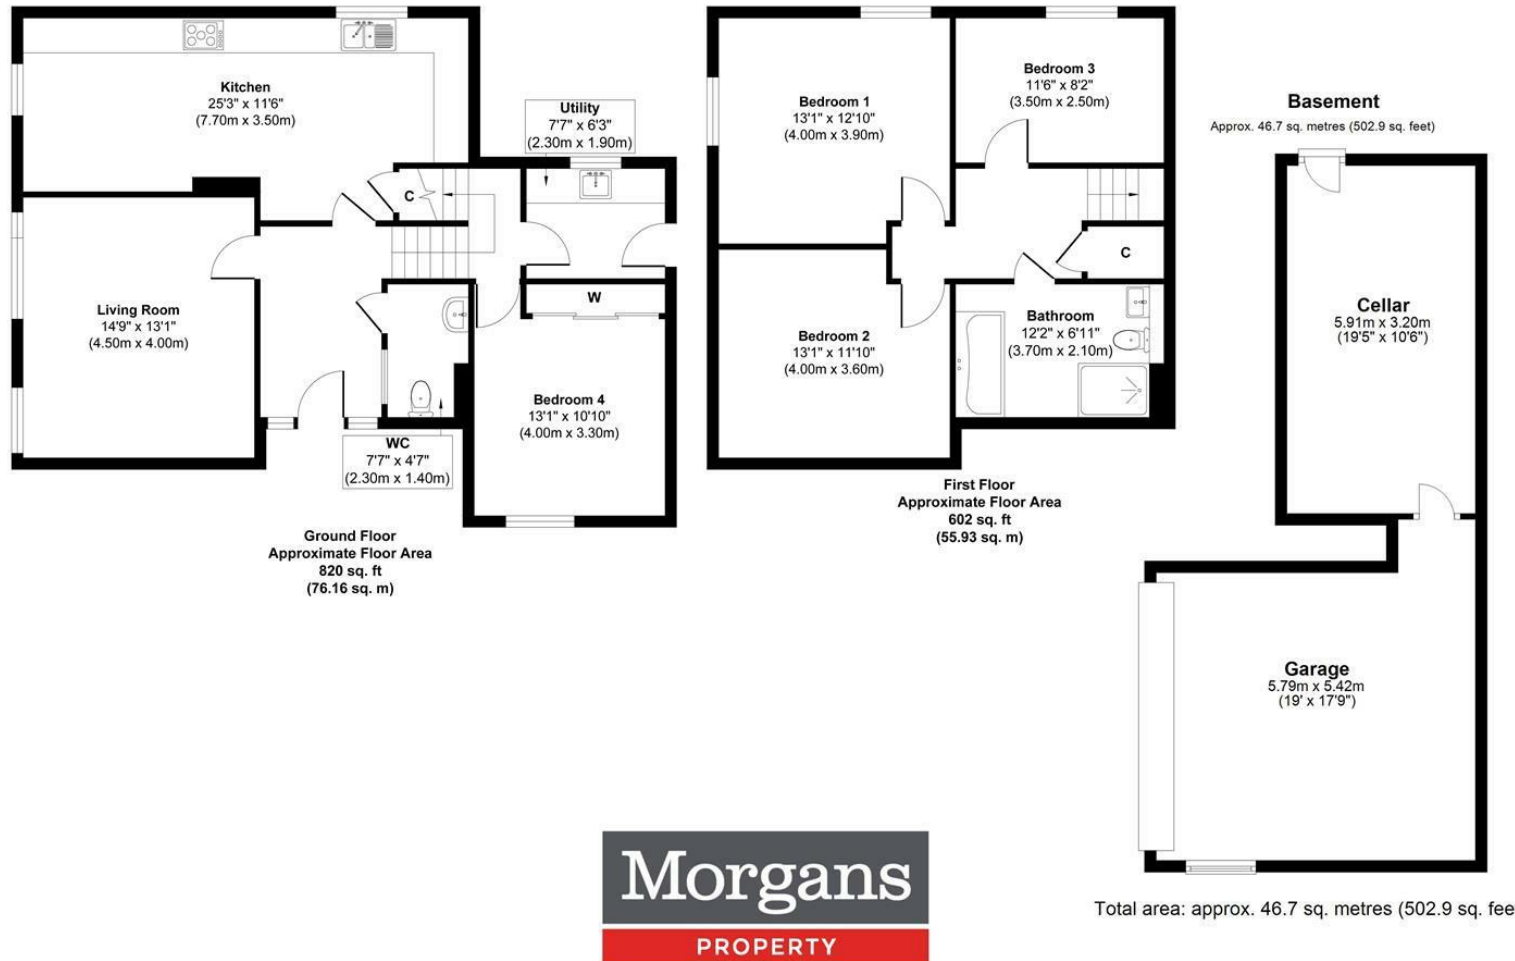 Kitchen
25'3" x 11'6"
(7.70m x 3.50m)
Utility
7'7" x 6'3"
(2.30m x 1.90m)
C
Living Room
14'9" x 13'1"
(4.50m x 4.00m)
W
Bedroom 4
13'1" x 10'10"
(4.00m x 3.30m)
WC
7'7" x 4'7"
(2.30m x 1.40m)
Ground Floor
Approximate Floor Area
820 sq. ft
(76.16 sq. m)
Bedroom 1
13'1" x 12'10"
(4.00m x 3.90m)
Bedroom 3
11'6" x 8'2"
(3.50m x 2.50m)
C
Bedroom 2
13'1" x 11'10"
(4.00m x 3.60m)
Bathroom
12'2" x 6'11"
(3.70m x 2.10m)
First Floor
Approximate Floor Area
602 sq. ft
(55.93 sq. m)
Basement
Approx. 46.7 sq. metres (502.9 sq. feet)
Cellar
5.91m x 3.20m
(19'5" x 10'6")
Garage
5.79m x 5.42m
(19' x 17'9")
Total area: approx. 46.7 sq. metres (502.9 sq. fee
Morgans
PROPERTY